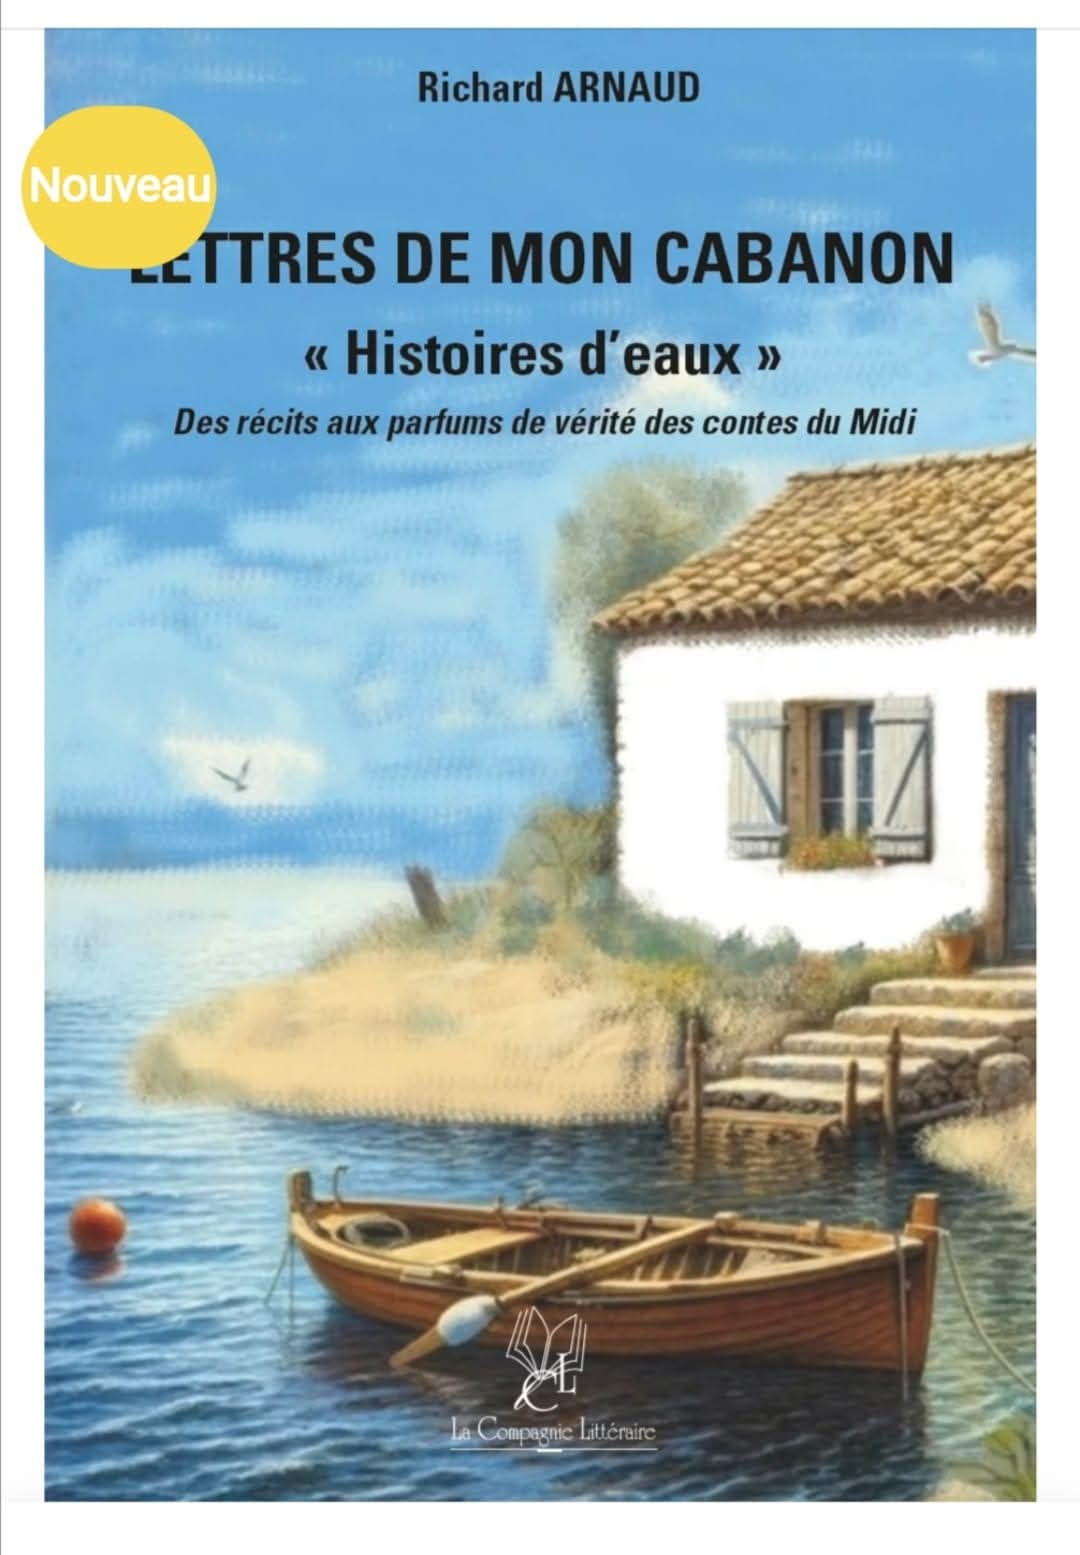 Richard ARNAUD
Nouveau
LETTRES DE MON CABANON
« Histoires d'eaux »
Des récits aux parfums de vérité des contes du Midi
CL
La Compagnie Littéraire